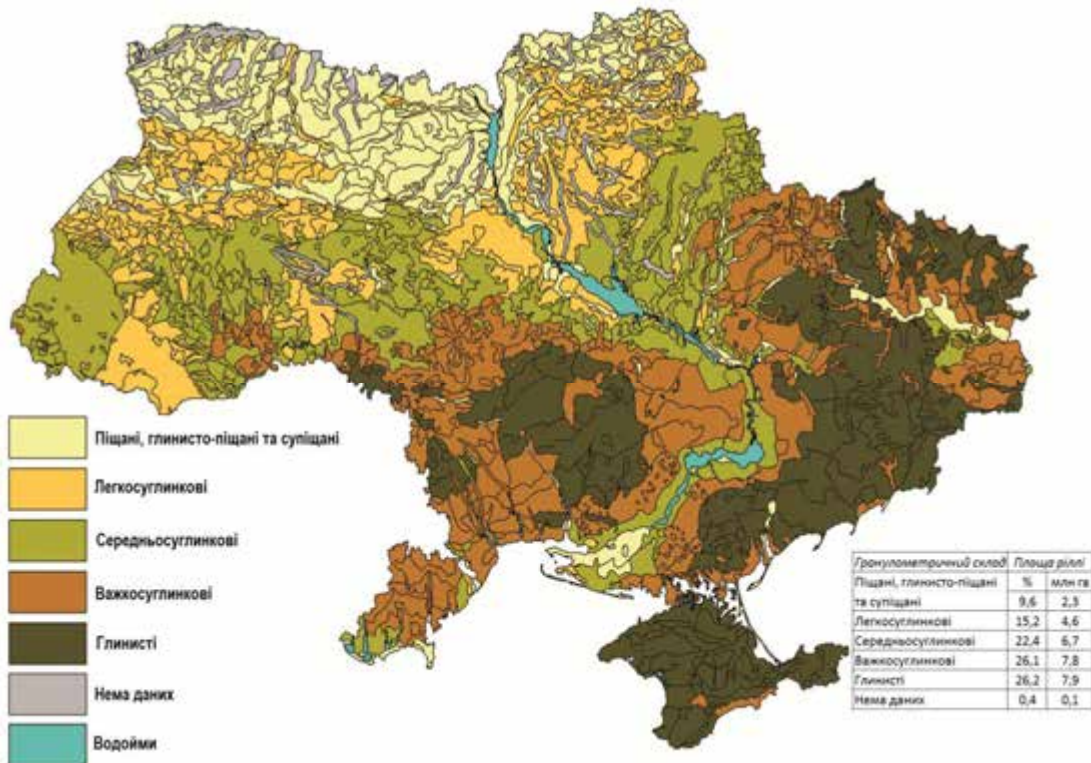 Піщані, глинисто-піщані та супіщані
Легкосуглинкові
Середньосуглинкові
Важкосуглинкові
Глинисті
Нема даних
Водойми
Гранулометричний склад Площа ріллі
Піщані, глинисто-піщані % млн га
та супіщані 9,6 2,3
Легкосуглинкові 15,2 4,6
Середньосуглинкові 22,4 6,7
Важкосуглинкові 26,1 7,8
Глинисті 26,2 7,9
Нема даних 0,4 0,1